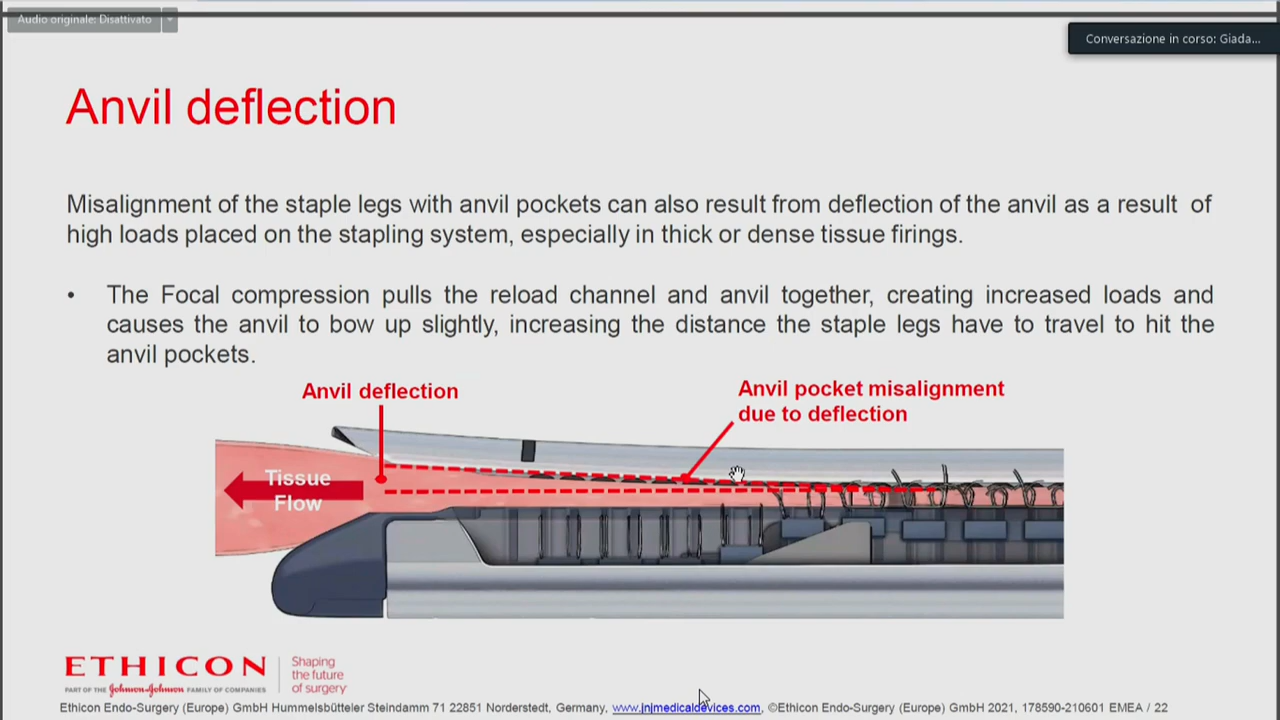 Audio originale: Disattivato
Conversazione in corso: Giada...
Anvil deflection
Misalignment of the staple legs with anvil pockets can also result from deflection of the anvil as a result of
high loads placed on the stapling system, especially in thick or dense tissue firings.
• The Focal compression pulls the reload channel and anvil together, creating increased loads and
causes the anvil to bow up slightly, increasing the distance the staple legs have to travel to hit the
anvil pockets.
Anvil deflection
Anvil pocket misalignment
due to deflection
Tissue
Flow
ETHICON
PART OF THE Johnson & Johnson FAMILY OF COMPANIES
Shaping
the future
of surgery
Ethicon Endo-Surgery (Europe) GmbH Hummelsbütteler Steindamm 71 22851 Norderstedt, Germany, www.jnjmedicaldevices.com, ©Ethicon Endo-Surgery (Europe) GmbH 2021, 178590-210601 EMEA / 22